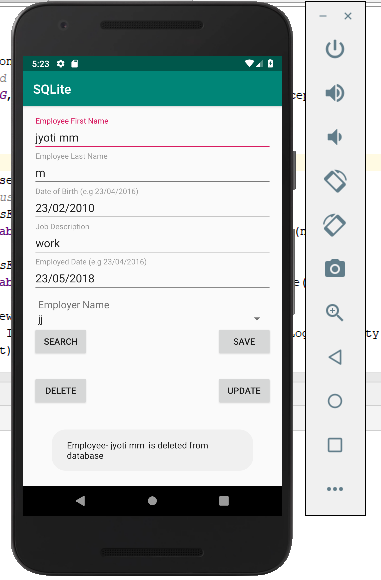 5:23
SQLite
Employee First Name
jyoti mm
Employee Last Name
m
Date of Birth (e.g 23/04/2016)
23/02/2010
Job Description
work
Employed Date (e.g 23/04/2016)
23/05/2018
Employer Name
jj
SEARCH SAVE
DELETE UPDATE
Employee- jyoti mm is deleted from
database